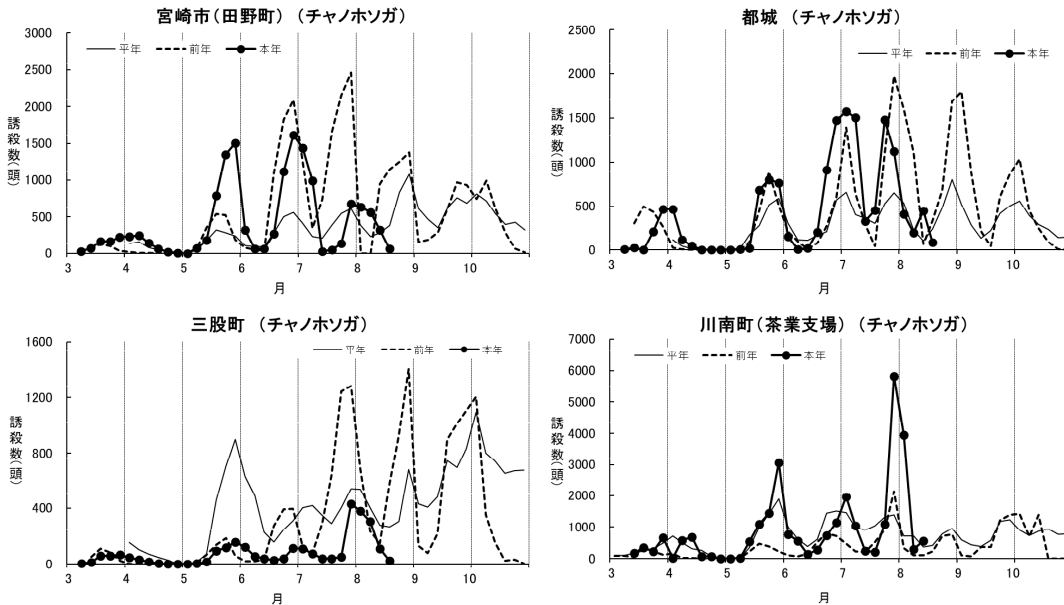 宮崎市（田野町）（チャノホソガ）
平年 前年 本年
誘殺数（頭）
3000
2500
2000
1500
1000
500
0
3 4 5 6 7 8 9 10
月
都城 （チャノホソガ）
平年 前年 本年
誘殺数（頭）
2500
2000
1500
1000
500
0
3 4 5 6 7 8 9 10
月
三股町 （チャノホソガ）
平年 前年 本年
誘殺数（頭）
1600
1200
800
400
0
3 4 5 6 7 8 9 10
月
川南町（茶業支場）（チャノホソガ）
平年 前年 本年
誘殺数（頭）
7000
6000
5000
4000
3000
2000
1000
0
3 4 5 6 7 8 9 10
月